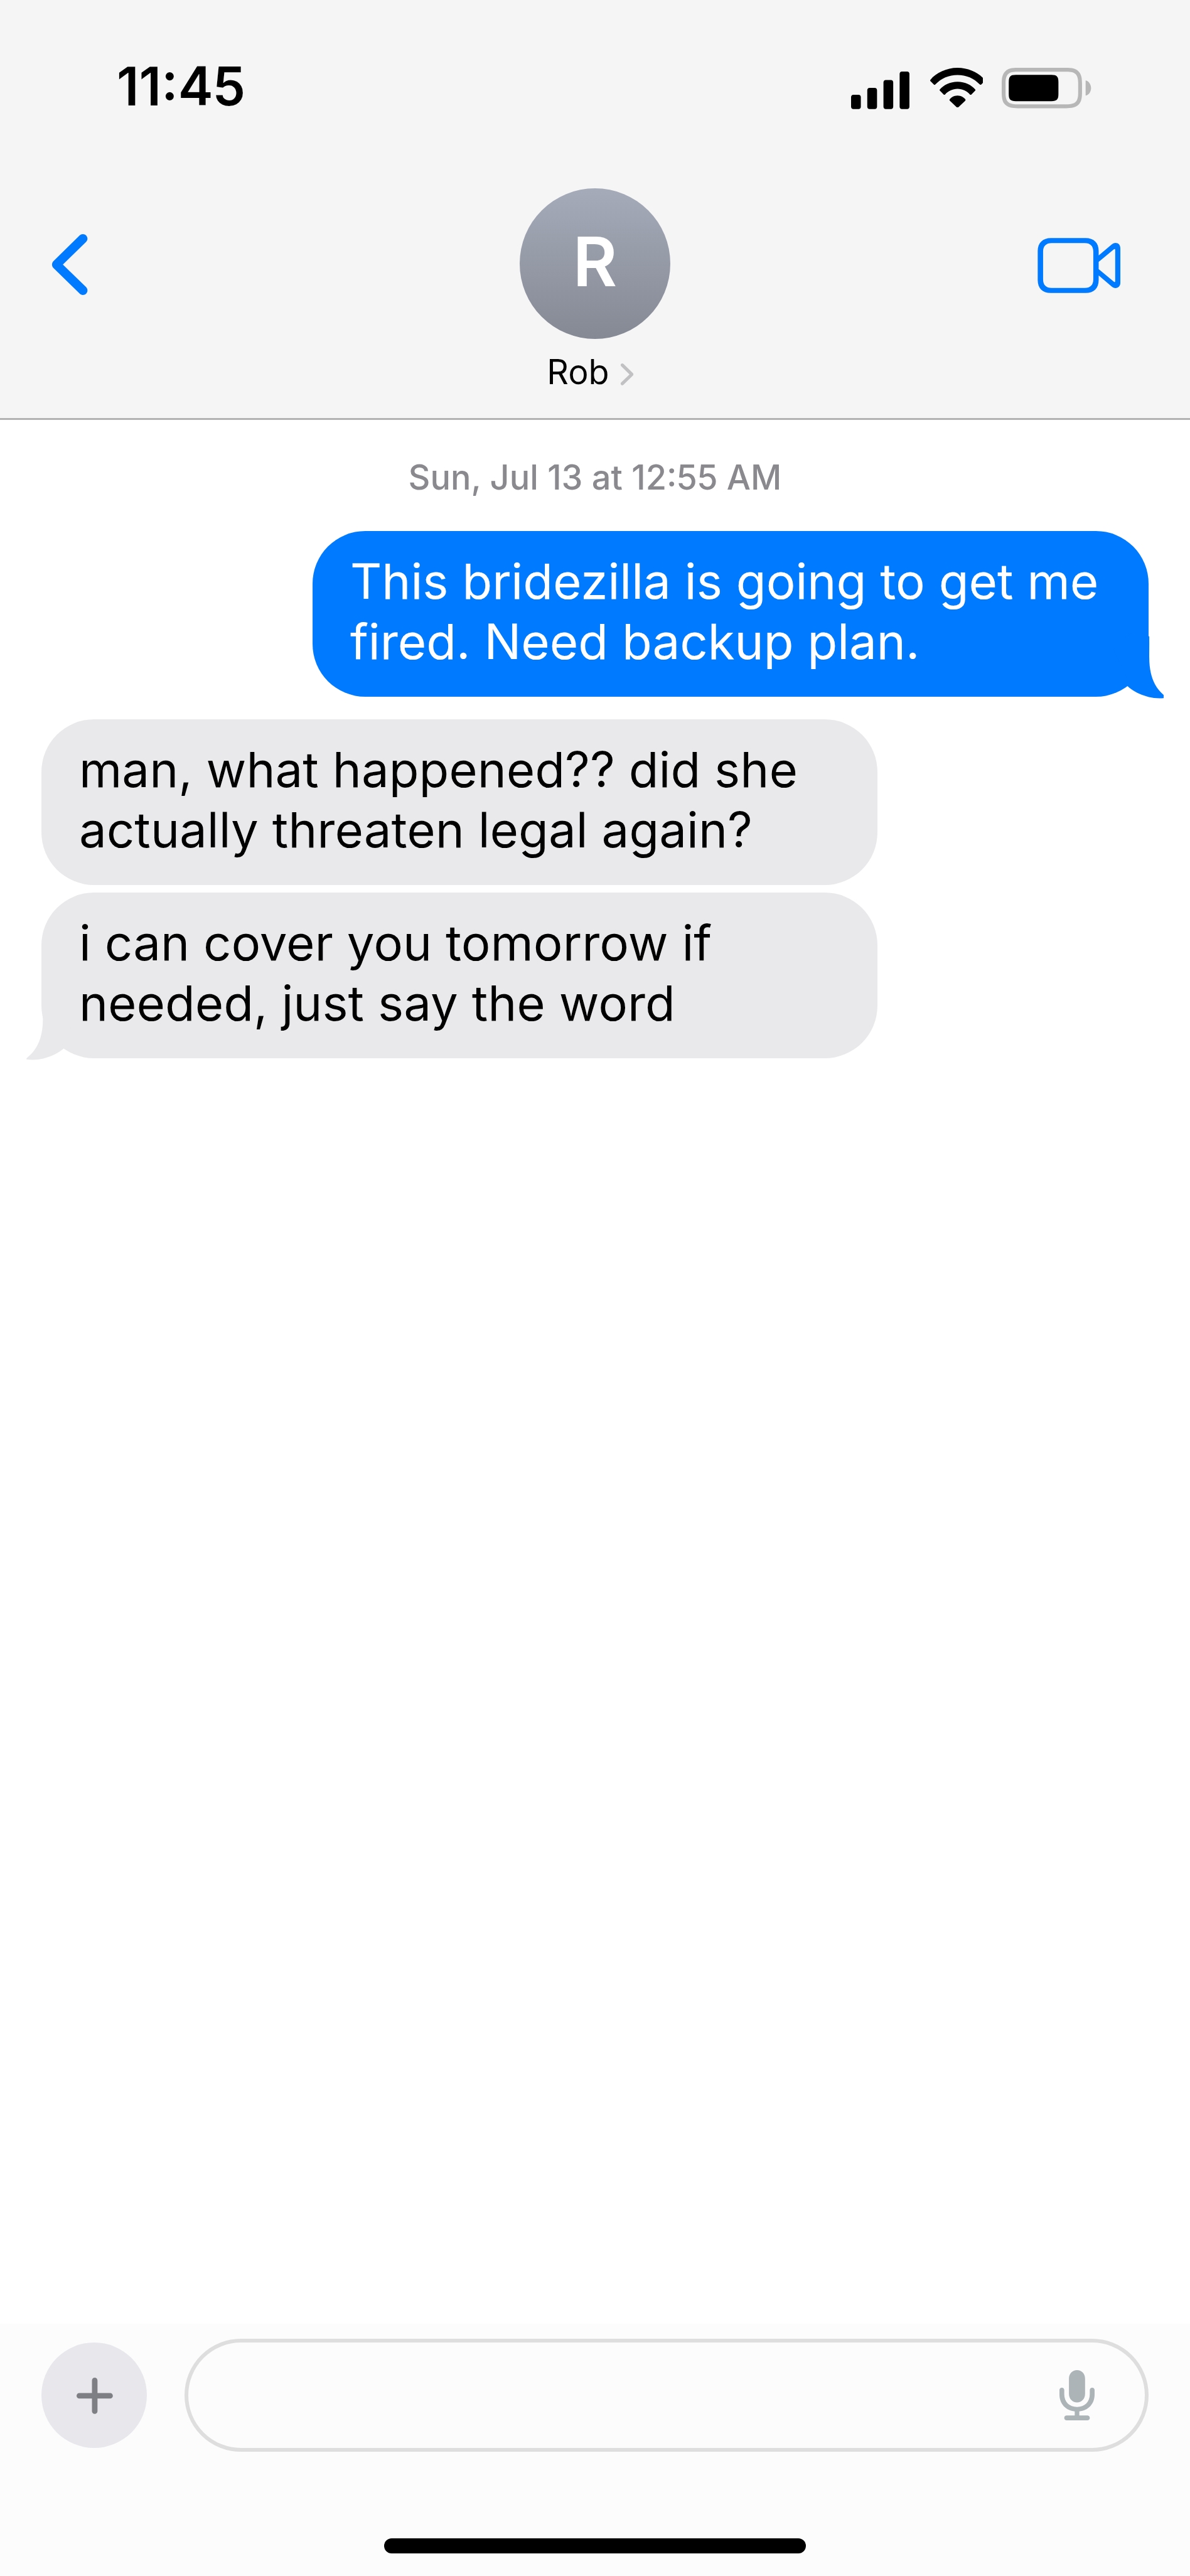 11:45
R
Rob
Sun, Jul 13 at 12:55 AM
This bridezilla is going to get me
fired. Need backup plan.
man, what happened?? did she
actually threaten legal again?
i can cover you tomorrow if
needed, just say the word